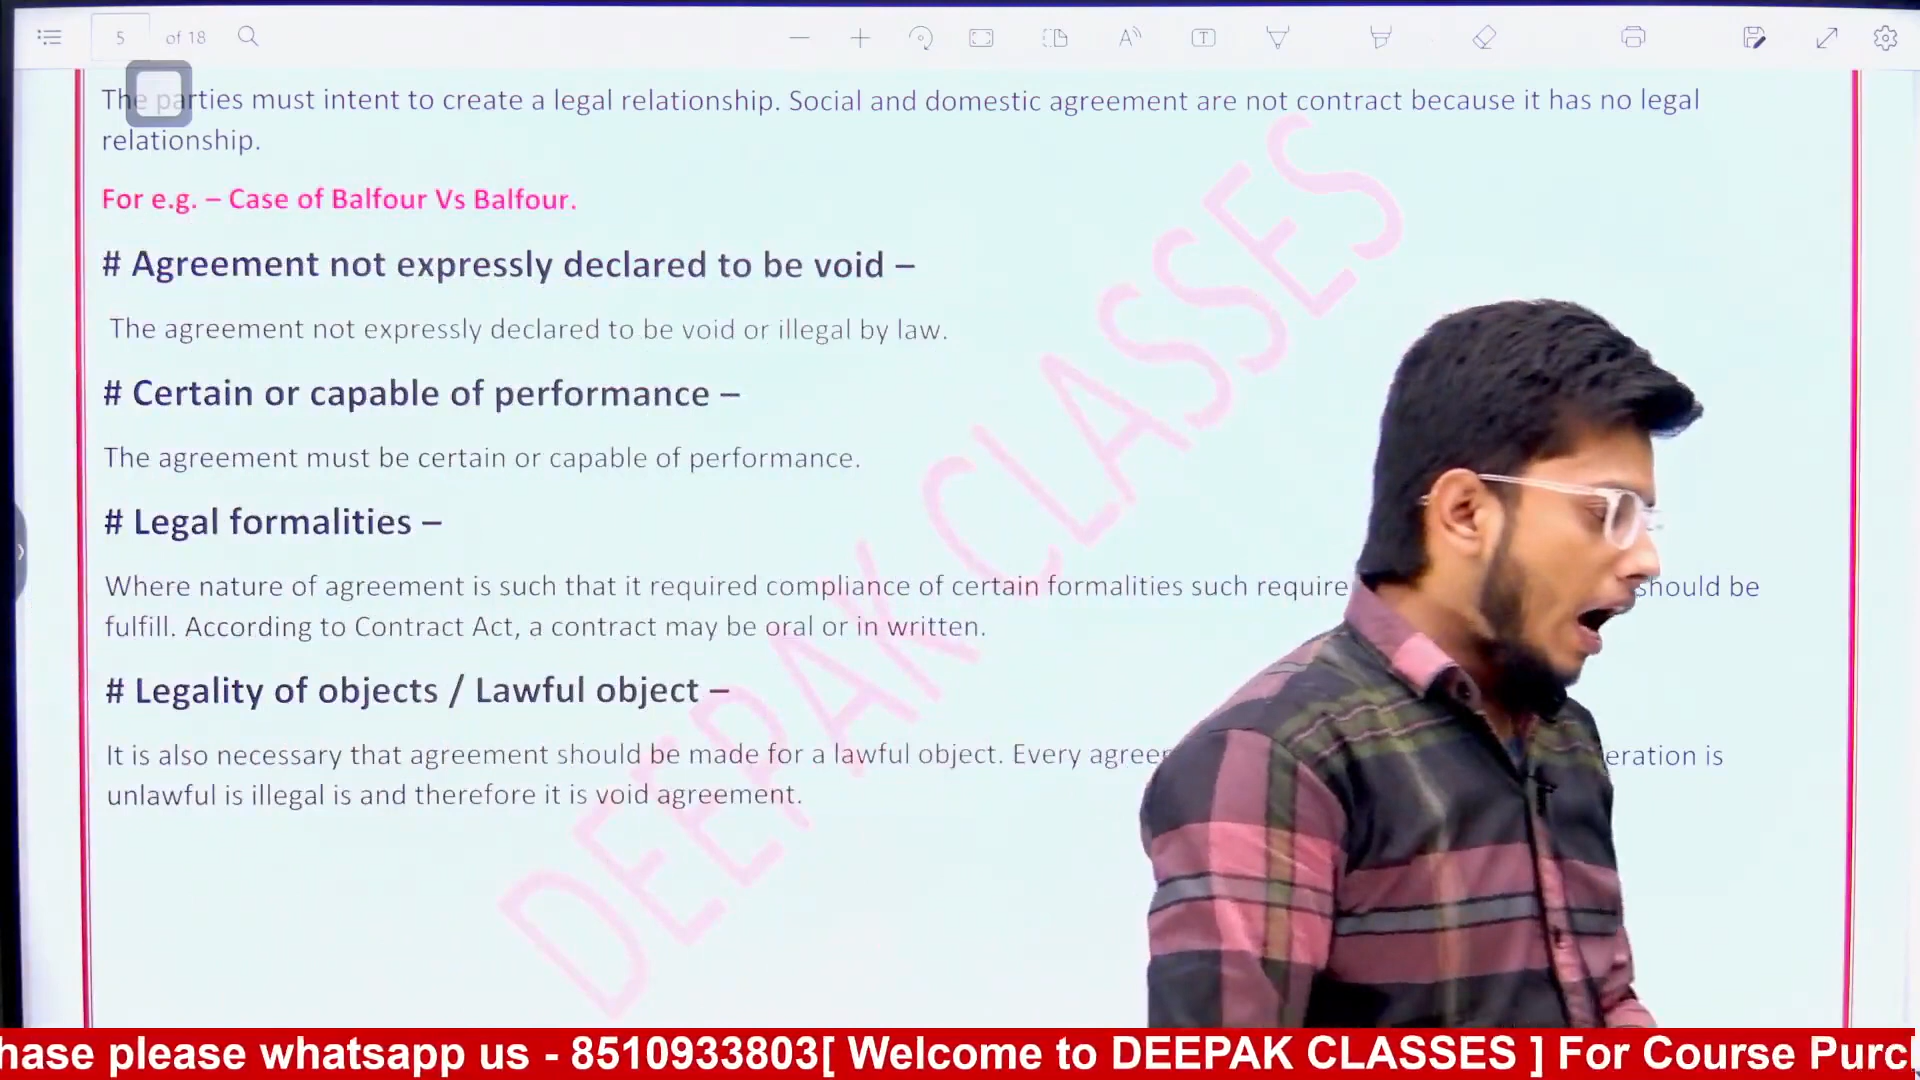 5 of 18
The parties must intent to create a legal relationship. Social and domestic agreement are not contract because it has no legal
relationship.
For e.g. – Case of Balfour Vs Balfour.
# Agreement not expressly declared to be void –
The agreement not expressly declared to be void or illegal by law.
# Certain or capable of performance –
The agreement must be certain or capable of performance.
# Legal formalities –
Where nature of agreement is such that it required compliance of certain formalities such require should be
fulfill. According to Contract Act, a contract may be oral or in written.
# Legality of objects / Lawful object –
It is also necessary that agreement should be made for a lawful object. Every agree eration is
unlawful is illegal is and therefore it is void agreement.
DEEPAK CLASSES
hase please whatsapp us - 8510933803[ Welcome to DEEPAK CLASSES ] For Course Purc